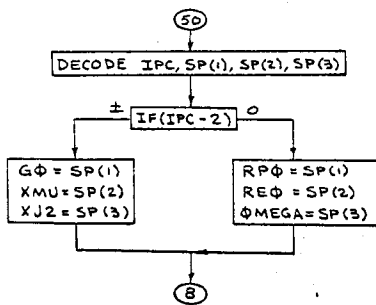 50
DECODE IPC, SP(1), SP(2), SP(3)
± IF(IPC-2) 0
GΦ = SP(1)
XMU = SP(2)
XJ2 = SP(3)
RPΦ = SP(1)
REΦ = SP(2)
ΦMEGA = SP(3)
8